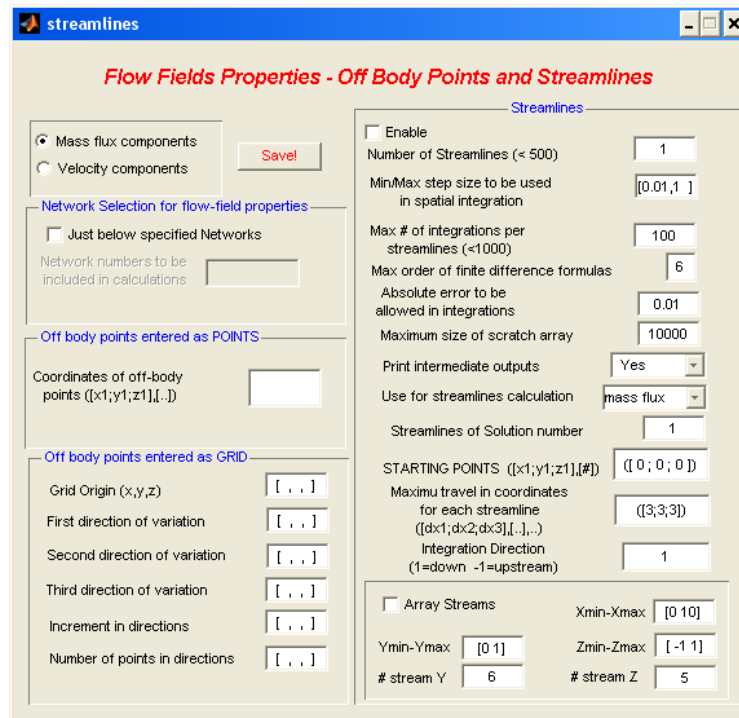 streamlines
Flow Fields Properties - Off Body Points and Streamlines
Mass flux components
Velocity components
Save!
Network Selection for flow-field properties
Just below specified Networks
Network numbers to be
included in calculations
Off body points entered as POINTS
Coordinates of off-body
points ([x1;y1;z1],[..])
Off body points entered as GRID
Grid Origin (x,y,z) [ , , ]
First direction of variation [ , , ]
Second direction of variation [ , , ]
Third direction of variation [ , , ]
Increment in directions [ , , ]
Number of points in directions [ , , ]
Streamlines
Enable
Number of Streamlines (< 500) 1
Min/Max step size to be used
in spatial integration [0.01,1 ]
Max # of integrations per
streamlines (<1000) 100
Max order of finite difference formulas 6
Absolute error to be
allowed in integrations 0.01
Maximum size of scratch array 10000
Print intermediate outputs Yes
Use for streamlines calculation mass flux
Streamlines of Solution number 1
STARTING POINTS ([x1;y1;z1],[#]) ([ 0 ; 0 ; 0 ])
Maximu travel in coordinates
for each streamline ([3;3;3])
([dx1;dx2;dx3],[..],..)
Integration Direction
(1=down -1=upstream) 1
Array Streams
Xmin-Xmax [0 10]
Ymin-Ymax [0 1]
Zmin-Zmax [ -1 1]
# stream Y 6
# stream Z 5